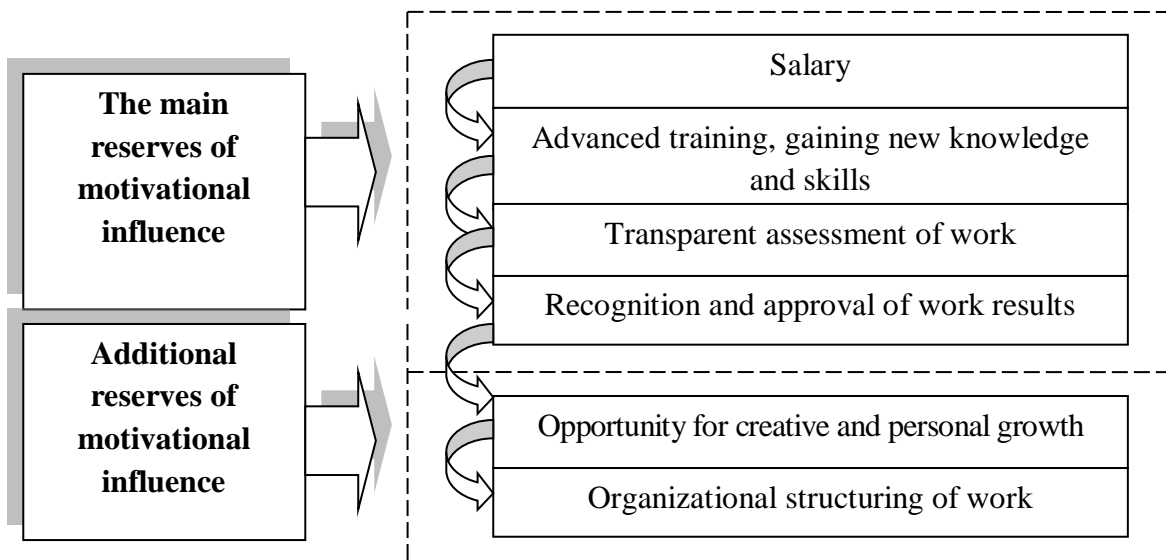 The main
reserves of
motivational
influence
Salary
Advanced training, gaining new knowledge
and skills
Transparent assessment of work
Recognition and approval of work results
Additional
reserves of
motivational
influence
Opportunity for creative and personal growth
Organizational structuring of work